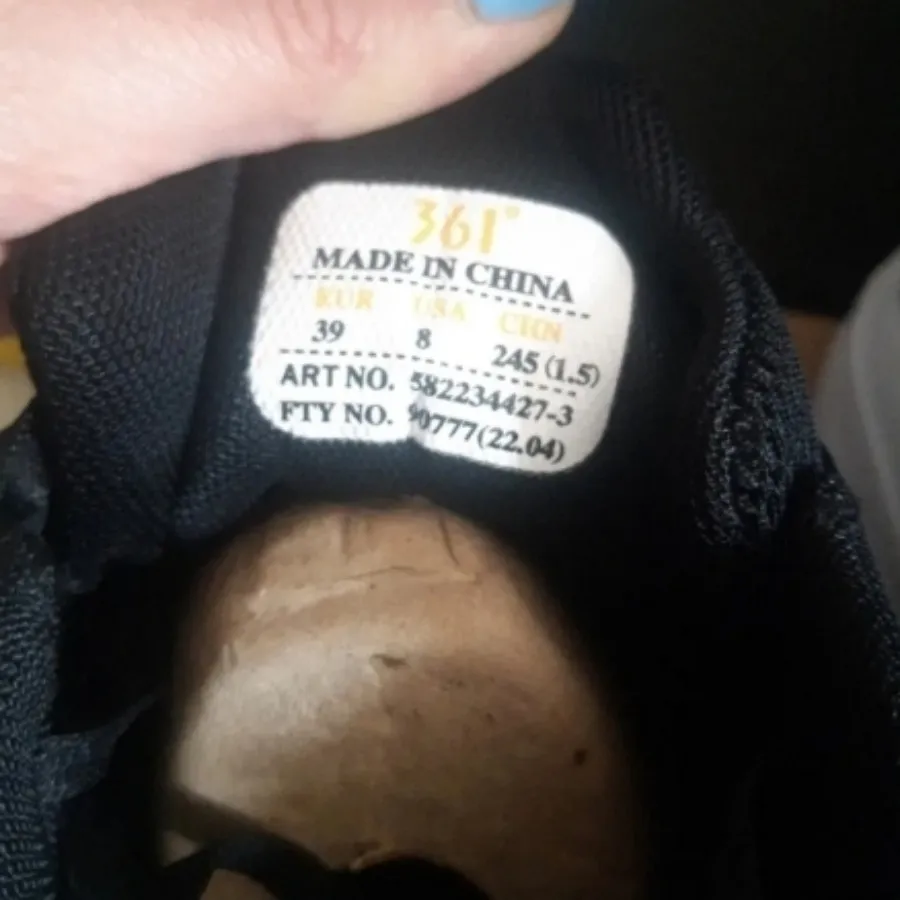 361°
MADE IN CHINA
EUR USA CHN
39 8 245 (1.5)
ART NO. 582234427-3
FTY NO. 90777(22.04)